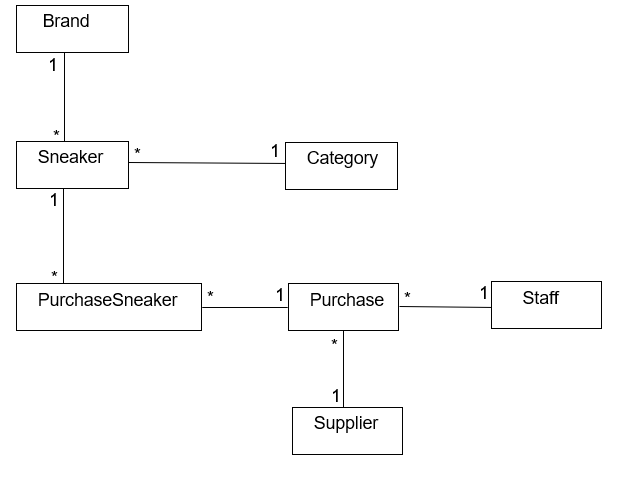 Brand
1
*
Sneaker
*
1
Category
1
*
PurchaseSneaker
*
1
Purchase
*
1
Staff
*
1
Supplier